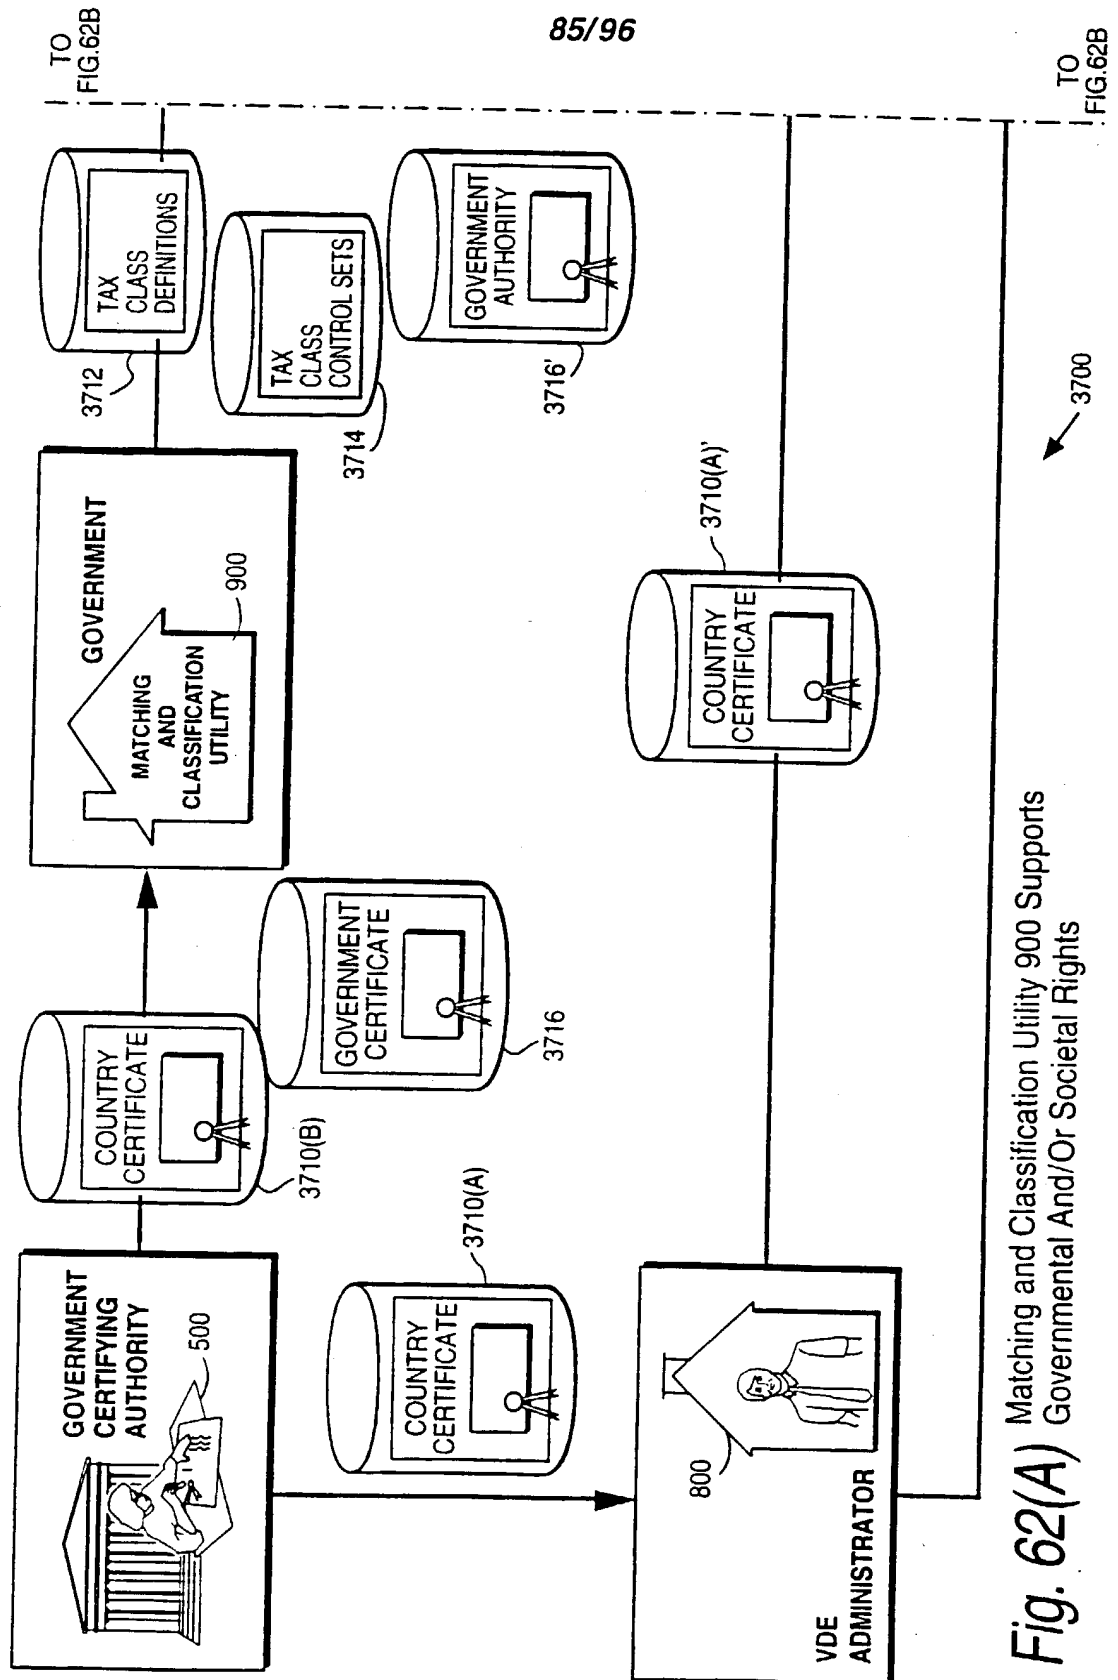 85/96
TO
FIG.62B
GOVERNMENT
CERTIFYING
AUTHORITY
500
COUNTRY
CERTIFICATE
3710(B)
GOVERNMENT
CERTIFICATE
3716
GOVERNMENT
MATCHING
AND
CLASSIFICATION
UTILITY
900
TAX
CLASS
DEFINITIONS
3712
TAX
CLASS
CONTROL SETS
3714
GOVERNMENT
AUTHORITY
3716'
COUNTRY
CERTIFICATE
3710(A)
COUNTRY
CERTIFICATE
3710(A)'
800
VDE
ADMINISTRATOR
3700
TO
FIG.62B
Fig. 62(A) Matching and Classification Utility 900 Supports
Governmental And/Or Societal Rights